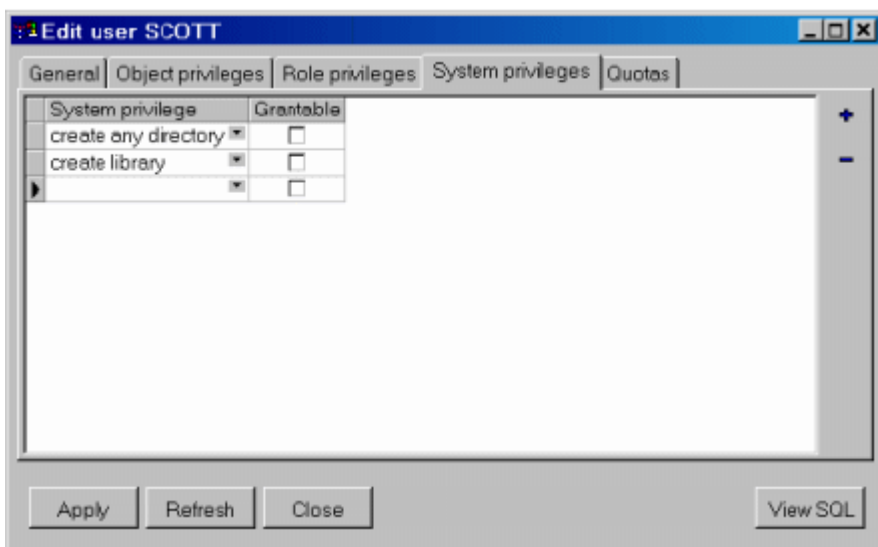 Edit user SCOTT
General Object privileges Role privileges System privileges Quotas
System privilege Grantable
create any directory
create library
Apply Refresh Close View SQL